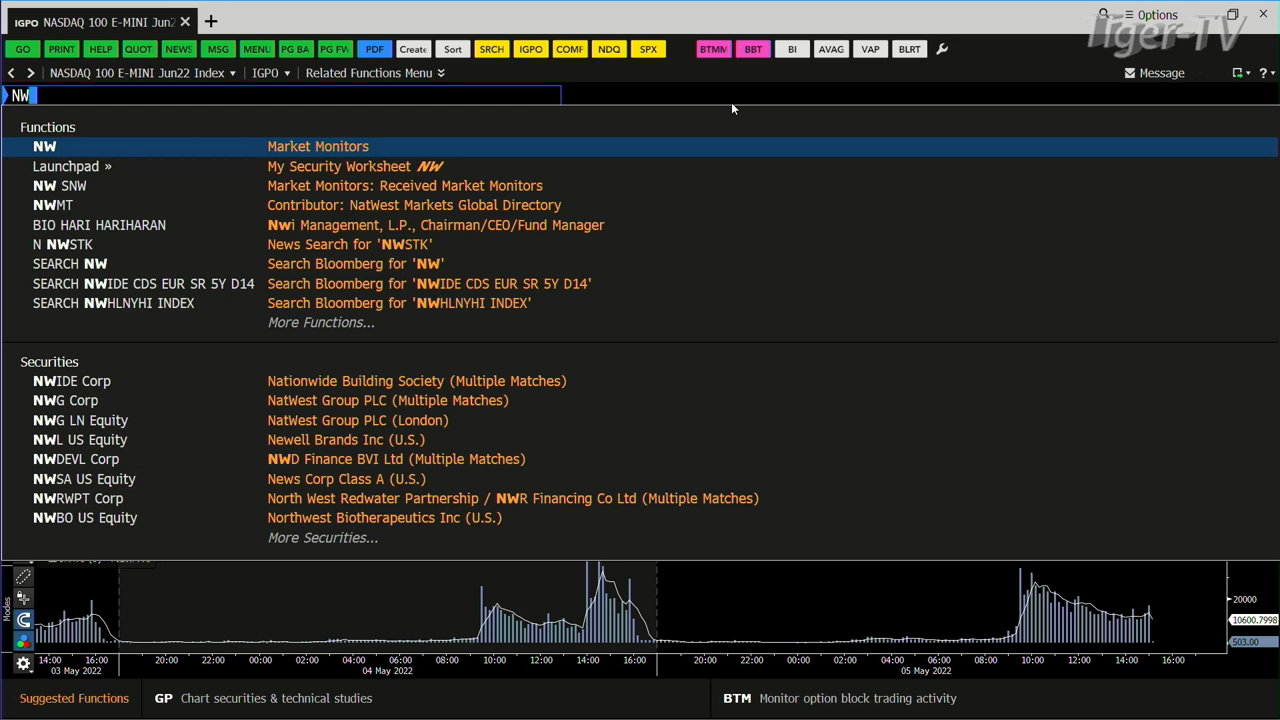 IGPO NASDAQ 100 E-MINI Jun2
Options
Tiger-TV
GO PRINT HELP QUOT NEWS MSG MENU PG BA PG FW PDF Create Sort SRCH IGPO COMF NDQ SPX BTMM BBT BI AVAG VAP BLRT
NASDAQ 100 E-MINI Jun22 Index IGPO Related Functions Menu Message ?
NW
Functions
NW Market Monitors
Launchpad » My Security Worksheet NW
NW SNW Market Monitors: Received Market Monitors
NWMT Contributor: NatWest Markets Global Directory
BIO HARI HARIHARAN Nwi Management, L.P., Chairman/CEO/Fund Manager
N NWSTK News Search for 'NWSTK'
SEARCH NW Search Bloomberg for 'NW'
SEARCH NWIDE CDS EUR SR 5Y D14 Search Bloomberg for 'NWIDE CDS EUR SR 5Y D14'
SEARCH NWHLNYHI INDEX Search Bloomberg for 'NWHLNYHI INDEX'
More Functions...
Securities
NWIDE Corp Nationwide Building Society (Multiple Matches)
NWG Corp NatWest Group PLC (Multiple Matches)
NWG LN Equity NatWest Group PLC (London)
NWL US Equity Newell Brands Inc (U.S.)
NWDEVL Corp NWD Finance BVI Ltd (Multiple Matches)
NWSA US Equity News Corp Class A (U.S.)
NWRWPT Corp North West Redwater Partnership / NWR Financing Co Ltd (Multiple Matches)
NWBO US Equity Northwest Biotherapeutics Inc (U.S.)
More Securities...
Modes
20000
10600.7998
503.00
14:00 16:00 20:00 22:00 00:00 02:00 04:00 06:00 08:00 10:00 12:00 14:00 16:00 20:00 22:00 00:00 02:00 04:00 06:00 08:00 10:00 12:00 14:00 16:00
03 May 2022 04 May 2022 05 May 2022
Suggested Functions GP Chart securities & technical studies BTM Monitor option block trading activity